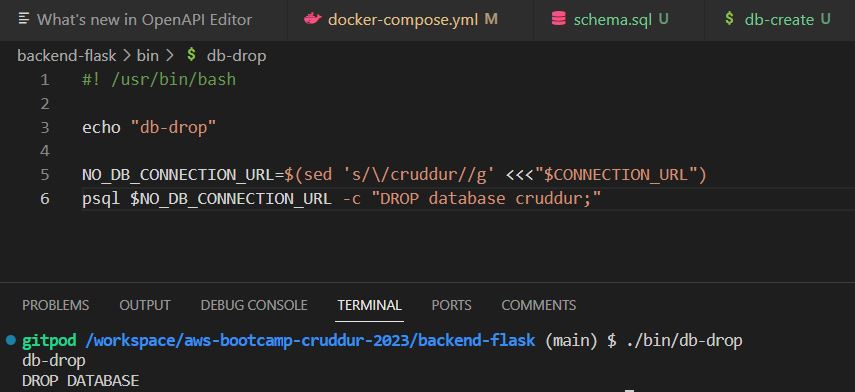 What's new in OpenAPI Editor docker-compose.yml M schema.sql U $ db-create U
backend-flask > bin > $ db-drop
1 #! /usr/bin/bash
2
3 echo "db-drop"
4
5 NO_DB_CONNECTION_URL=$(sed 's/\/cruddur//g' <<<"$CONNECTION_URL")
6 psql $NO_DB_CONNECTION_URL -c "DROP database cruddur;"
PROBLEMS OUTPUT DEBUG CONSOLE TERMINAL PORTS COMMENTS
gitpod /workspace/aws-bootcamp-cruddur-2023/backend-flask (main) $ ./bin/db-drop
db-drop
DROP DATABASE